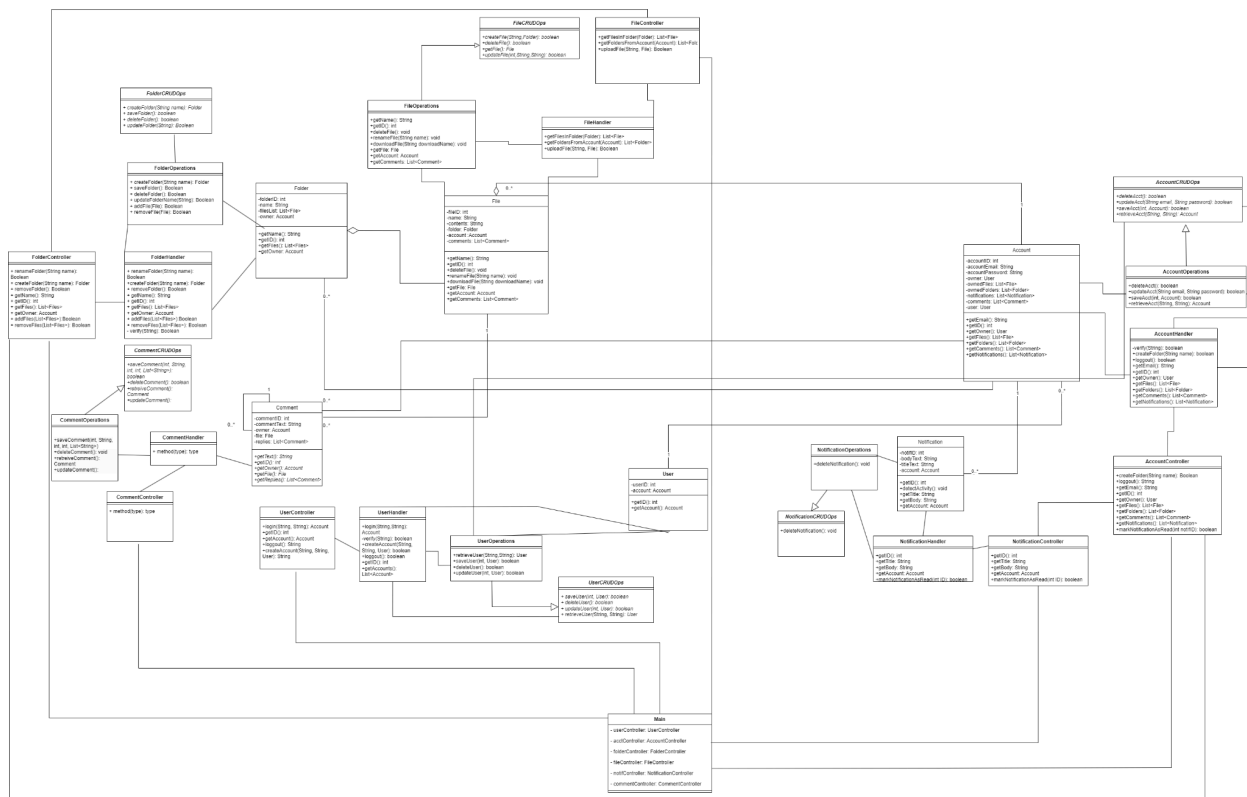 FileCRUDOps
+createFile(String,Folder): boolean
+deleteFile(): boolean
+getFile(): File
+updateFile(int,String,String): boolean
FileController
+getFilesInFolder(Folder): List<File>
+getFoldersFromAccount(Account): List<Fold
+uploadFile(String, File): Boolean
FolderCRUDOps
+ createFolder(String name): Folder
+ saveFolder(): boolean
+ deleteFolder(): boolean
+ updateFolder(String): Boolean
FileOperations
+getName(): String
+getID(): int
+deleteFile(): void
+renameFile(String name): void
+downloadFile(String downloadName): void
+getFile: File
+getAccount: Account
+getComments: List<Comment>
FileHandler
+getFilesInFolder(Folder): List<File>
+getFoldersFromAccount(Account): List<Folder>
+uploadFile(String, File): Boolean
FolderOperations
+ createFolder(String name): Folder
+ saveFolder(): Boolean
+ deleteFolder(): Boolean
+ updateFolderName(String): Boolean
+ addFile(File): Boolean
+ removeFile(File): Boolean
Folder
-folderID: int
-name: String
-filesList: List<File>
-owner: Account
+getName(): String
+getID(): int
+getFiles(): List<Files>
+getOwner: Account
0..*
File
-fileID: int
-name: String
-contents: String
-folder: Folder
-account: Account
-comments: List<Comment>
+getName(): String
+getID(): int
+deleteFile(): void
+renameFile(String name): void
+downloadFile(String downloadName): void
+getFile: File
+getAccount: Account
+getComments: List<Comment>
0..*
1
1
AccountCRUDOps
+deleteAcct(): boolean
+updateAcct(String email, String password): boolean
+saveAcct(int, Account): boolean
+retrieveAcct(String, String): Account
Account
-accountID: int
-accountEmail: String
-accountPassword: String
-owner: User
-ownedFiles: List<File>
-ownedFolders: List<Folder>
-notifications: List<Notification>
-comments: List<Comment>
-user: User
+getEmail(): String
+getID(): int
+getOwner(): User
+getFiles(): List<File>
+getFolders(): List<Folder>
+getComments(): List<Comment>
+getNotifications(): List<Notification>
AccountOperations
+deleteAcct(): boolean
+updateAcct(String email, String password): boolean
+saveAcct(int, Account): boolean
+retrieveAcct(String, String): Account
FolderController
+ renameFolder(String name):
Boolean
+ createFolder(String name): Folder
+ removeFolder(): Boolean
+ getName(): String
+ getID(): int
+ getFiles(): List<Files>
+ getOwner: Account
+ addFiles(List<Files>): Boolean
+ removeFiles(List<Files>): Boolean
FolderHandler
+ renameFolder(String name):
Boolean
+createFolder(String name): Folder
+ removeFolder(): Boolean
+ getName(): String
+ getID(): int
+ getFiles(): List<Files>
+ getOwner: Account
+ addFiles(List<Files>): Boolean
+ removeFiles(List<Files>): Boolean
- verify(String): Boolean
AccountHandler
-verify(String): boolean
+createFolder(String name): boolean
+loggout(): boolean
+getEmail(): String
+getID(): int
+getOwner(): User
+getFiles(): List<File>
+getFolders(): List<Folder>
+getComments(): List<Comment>
+getNotifications(): List<Notification>
CommentCRUDOps
+saveComment(int, String,
int, int, List<String>):
boolean
+deleteComment(): boolean
+retreiveComment():
Comment
+updateComment():
CommentOperations
+saveComment(int, String,
int, int, List<String>)
+deleteComment(): void
+retreiveComment():
Comment
+updateComment():
CommentHandler
+ method(type): type
CommentController
+ method(type): type
1
0..*
0..*
0..*
Comment
-commentID: int
-commentText: String
-owner: Account
-file: File
-replies: List<Comment>
+getText(): String
+getID(): int
+getOwner(): Account
+getFile(): File
+getReplies(): List<Comment>
1
1
0..*
User
-userID: int
-account: Account
+getID(): int
+getAccount(): Account
NotificationOperations
+deleteNotification(): void
Notification
-notifID: int
-bodyText: String
-titleText: String
-account: Account
+getID(): int
+detectActivity(): void
+getTitle: String
+getBody: String
+getAccount: Account
0..*
AccountController
+createFolder(String name): Boolean
+loggout(): String
+getEmail(): String
+getID(): int
+getOwner(): User
+getFiles(): List<File>
+getFolders(): List<Folder>
+getComments(): List<Comment>
+getNotifications(): List<Notification>
+markNotificationAsRead(int notifID): boolean
NotificationCRUDOps
+deleteNotification(): void
UserController
+login(String, String): Account
+getID(): int
+getAccount(): Account
+loggout(): String
+createAccount(String, String,
User): String
UserHandler
+login(String,String):
Account
-verify(String): boolean
+createAccount(String,
String, User): boolean
+loggout(): boolean
+getID(): int
+getAccounts():
List<Account>
UserOperations
+retrieveUser(String,String): User
+saveUser(int, User): boolean
+deleteUser(): boolean
+updateUser(int, User): boolean
NotificationHandler
+getID(): int
+getTitle: String
+getBody: String
+getAccount: Account
+markNotificationAsRead(int ID): boolean
NotificationController
+getID(): int
+getTitle: String
+getBody: String
+getAccount: Account
+markNotificationAsRead(int ID): boolean
UserCRUDOps
+ saveUser(int, User): boolean
+ deleteUser(): boolean
+ updateUser(int, User): boolean
+ retrieveUser(String, String): User
Main
- userController: UserController
- acctController: AccountController
- folderController: FolderController
- fileController: FileController
- notifController: NotificationController
- commentController: CommentController